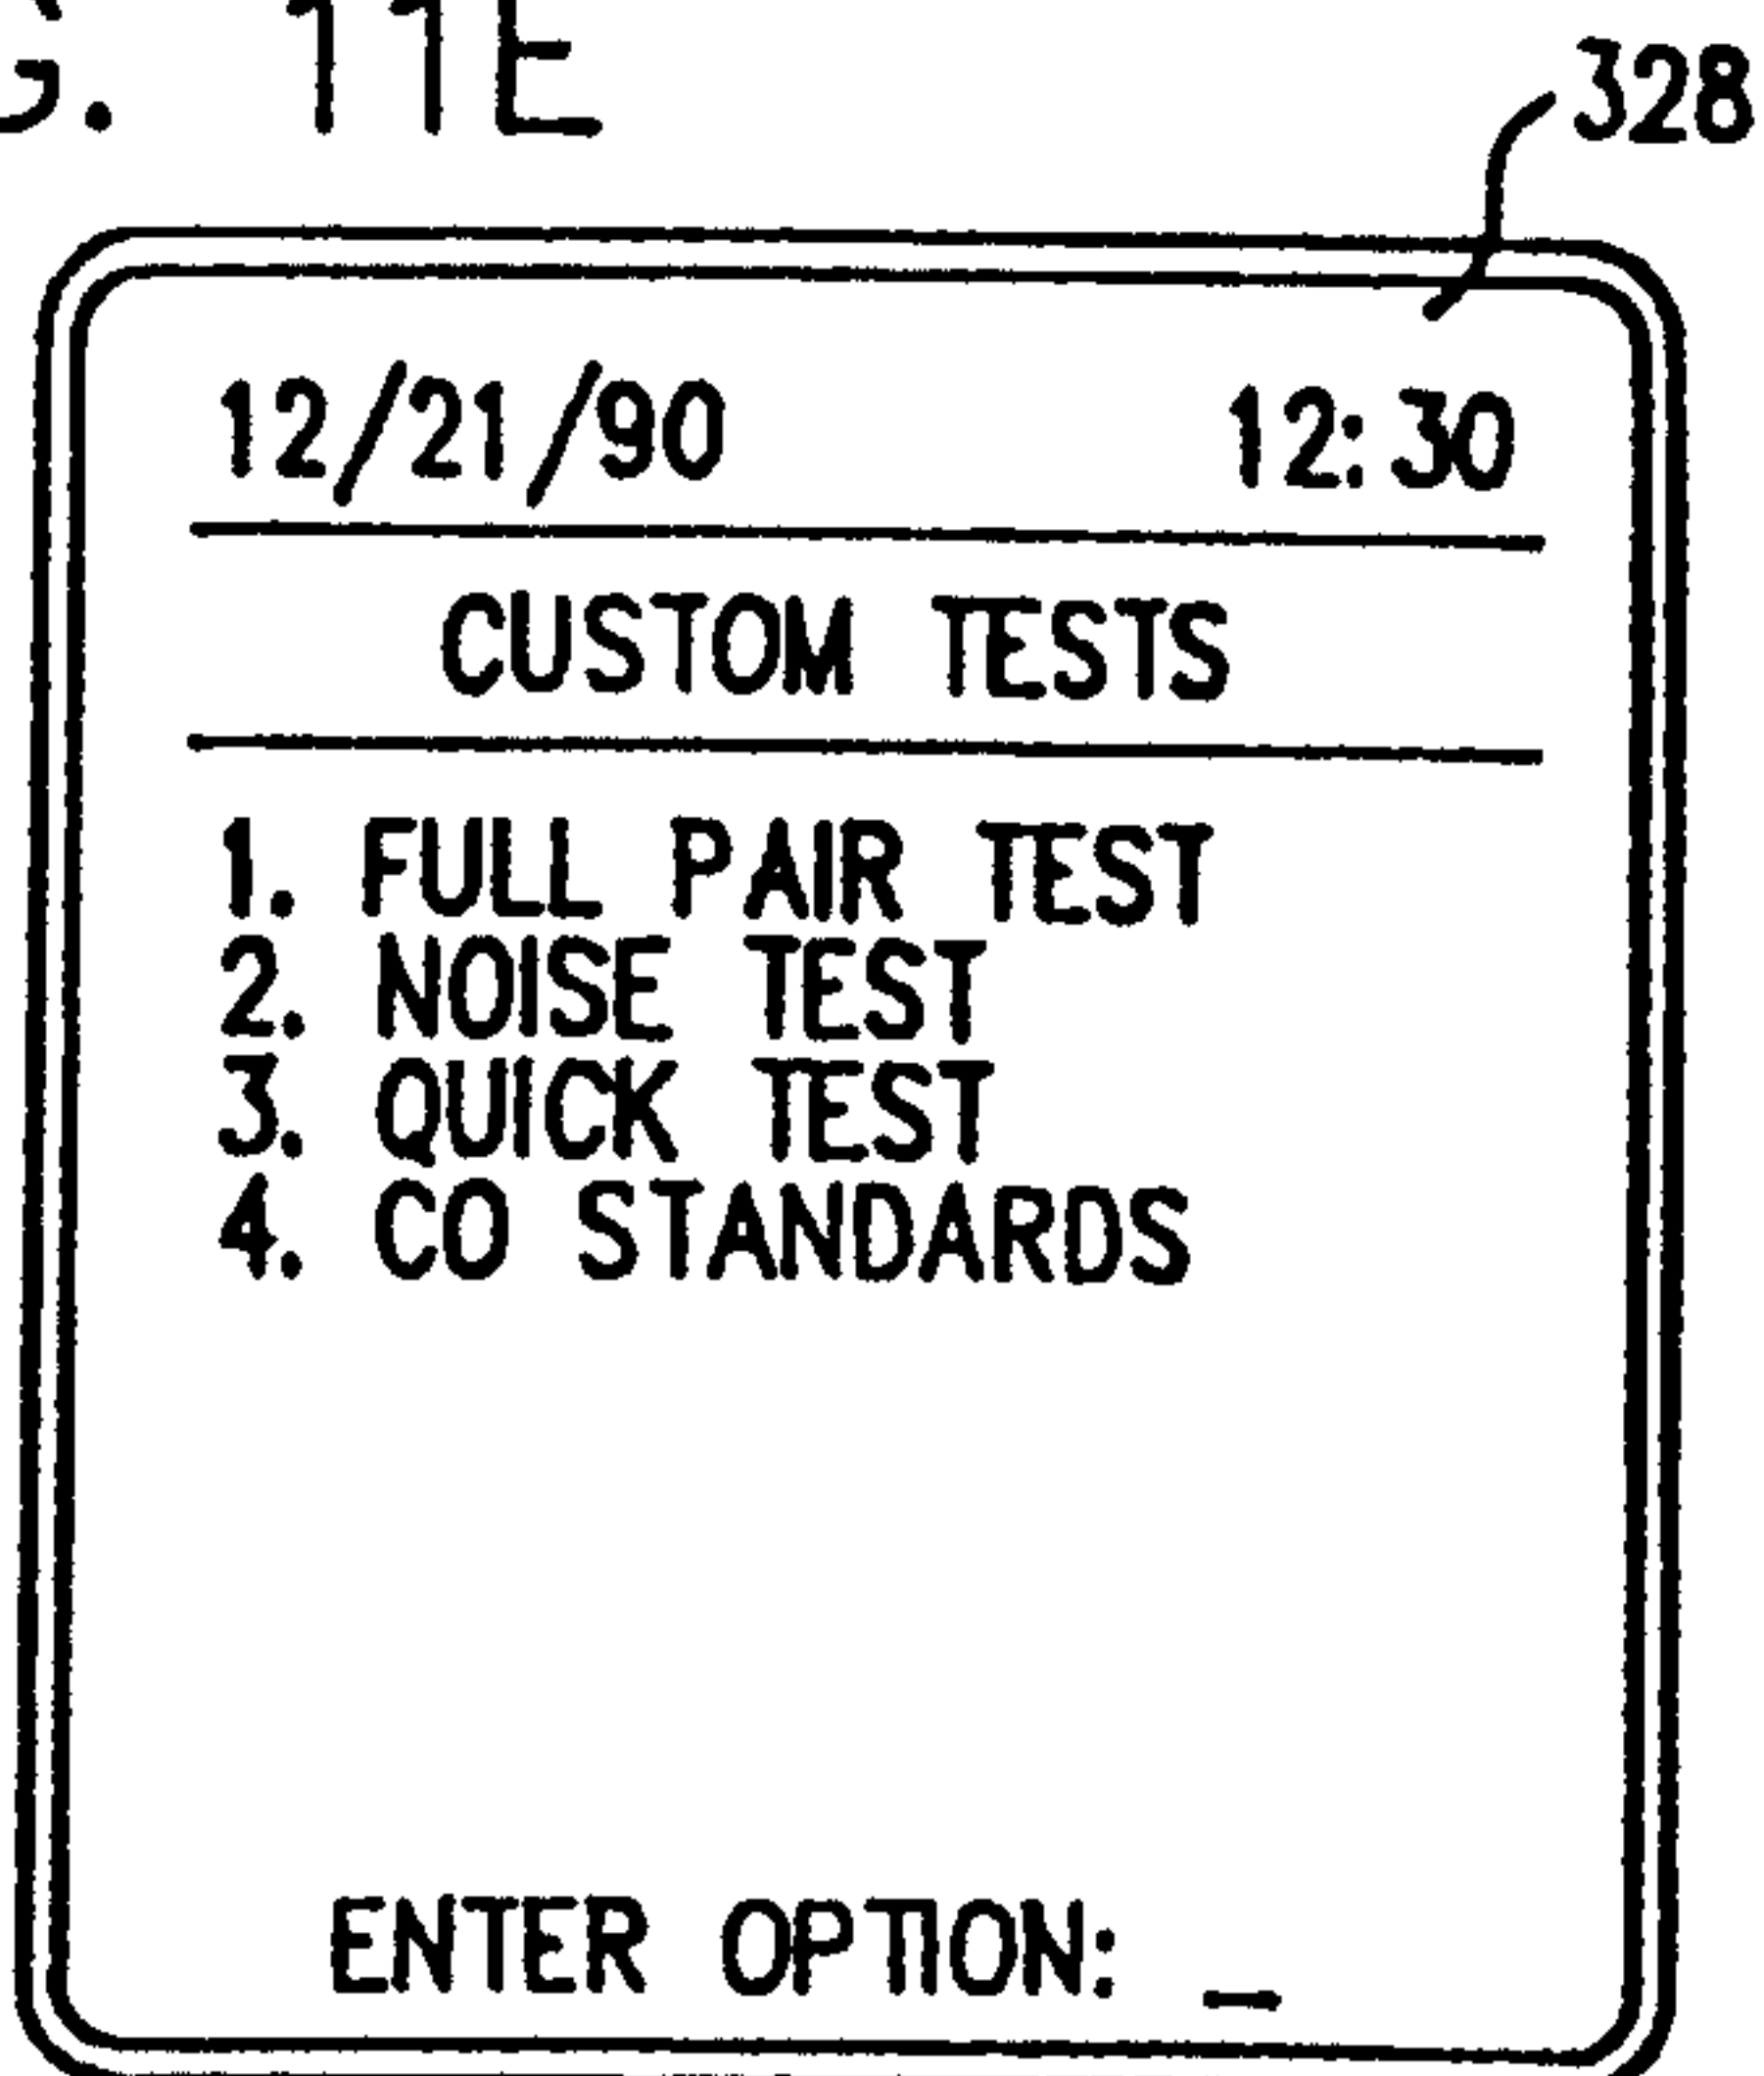 G. 11E
328
12/21/90 12:30
CUSTOM TESTS
1. FULL PAIR TEST
2. NOISE TEST
3. QUICK TEST
4. CO STANDARDS
ENTER OPTION: _